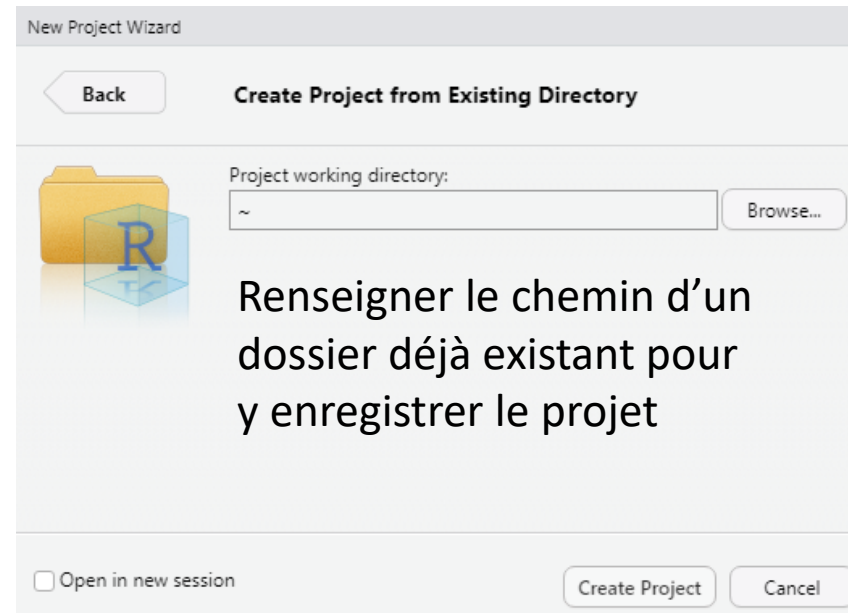 New Project Wizard
Back
Create Project from Existing Directory
Project working directory:
~
Browse...
R
Renseigner le chemin d’un
dossier déjà existant pour
y enregistrer le projet
Open in new session
Create Project
Cancel